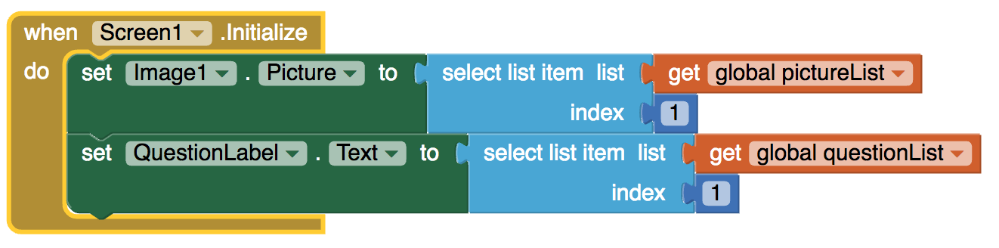 when Screen1 .Initialize
do set Image1 . Picture to select list item list get global pictureList
index 1
set QuestionLabel . Text to select list item list get global questionList
index 1